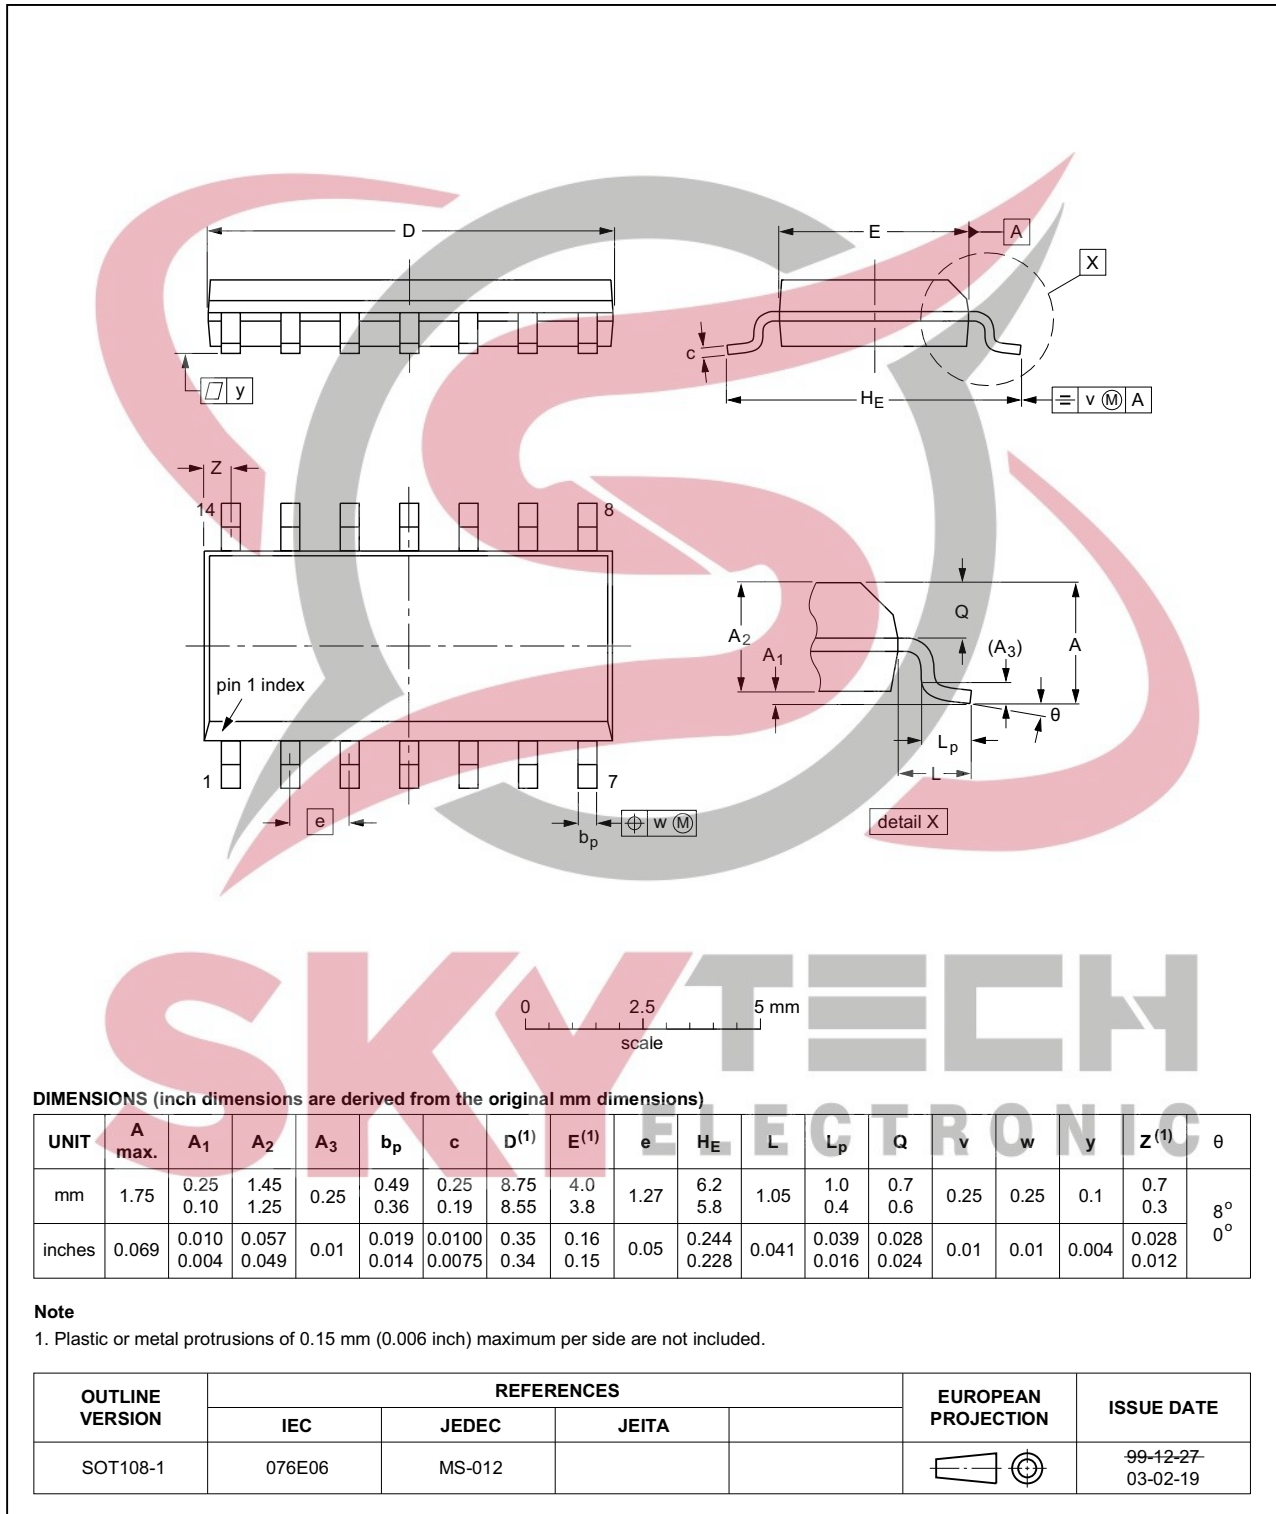 D
E
A
X
c
y
HE
v M A
Z
14
8
pin 1 index
1
7
e
bp
w M
A2
A1
Q
(A3)
A
θ
Lp
L
detail X
0 2.5 5 mm
scale
SKYTECH
ELECTRONIC
DIMENSIONS (inch dimensions are derived from the original mm dimensions)
UNIT A max. A1 A2 A3 bp c D(1) E(1) e HE L Lp Q v w y Z(1) θ
mm 1.75 0.25 0.10 1.45 1.25 0.25 0.49 0.36 0.25 0.19 8.75 8.55 4.0 3.8 1.27 6.2 5.8 1.05 1.0 0.4 0.7 0.6 0.25 0.25 0.1 0.7 0.3 8° 0°
inches 0.069 0.010 0.004 0.057 0.049 0.01 0.019 0.014 0.0100 0.0075 0.35 0.34 0.16 0.15 0.05 0.244 0.228 0.041 0.039 0.016 0.028 0.024 0.01 0.01 0.004 0.028 0.012
Note
1. Plastic or metal protrusions of 0.15 mm (0.006 inch) maximum per side are not included.
OUTLINE VERSION REFERENCES EUROPEAN PROJECTION ISSUE DATE
IEC JEDEC JEITA
SOT108-1 076E06 MS-012 99-12-27
03-02-19